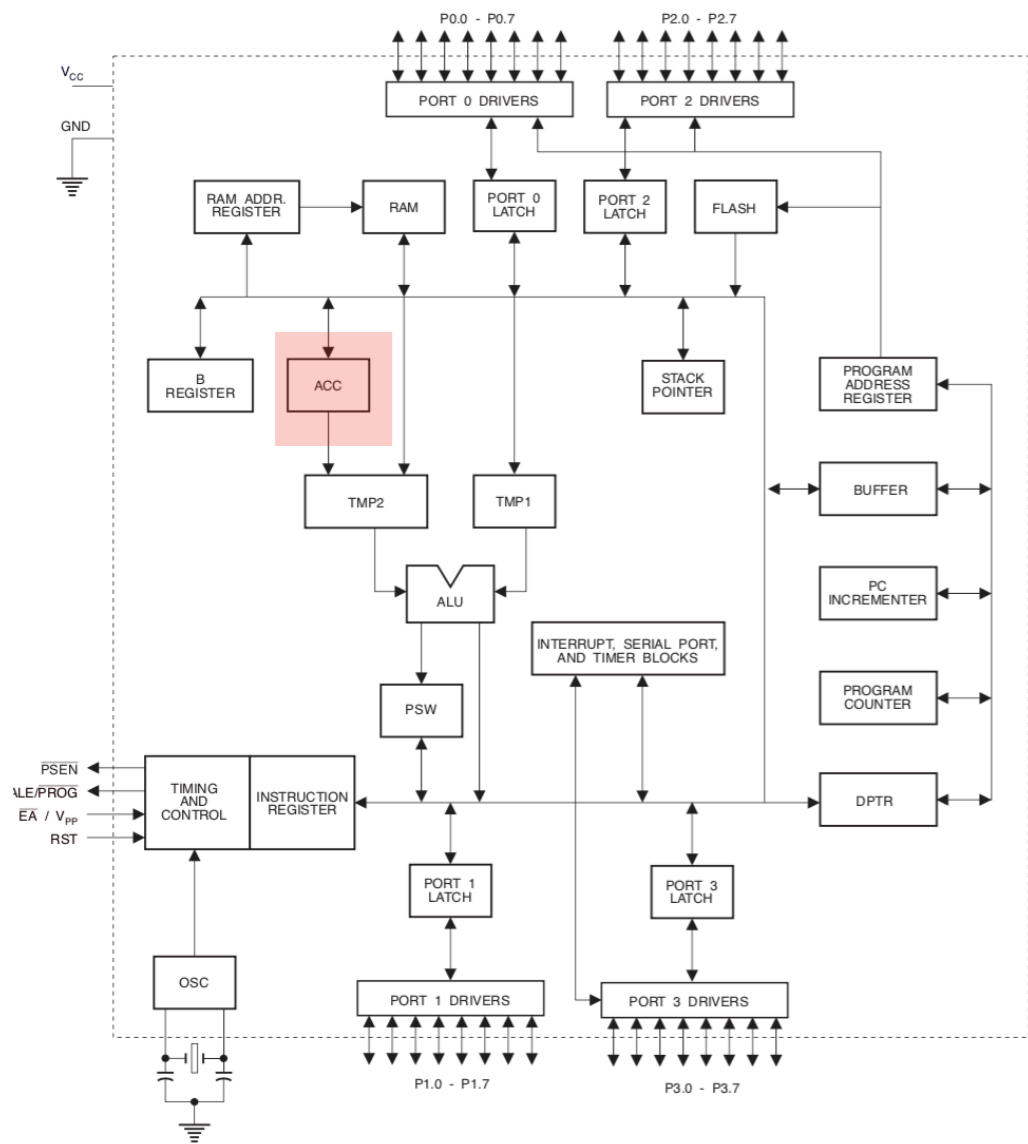 P0.0 - P0.7
P2.0 - P2.7
VCC
PORT 0 DRIVERS
PORT 2 DRIVERS
GND
RAM ADDR.
REGISTER
RAM
PORT 0
LATCH
PORT 2
LATCH
FLASH
B
REGISTER
ACC
STACK
POINTER
PROGRAM
ADDRESS
REGISTER
TMP2
TMP1
BUFFER
ALU
PC
INCREMENTER
INTERRUPT, SERIAL PORT,
AND TIMER BLOCKS
PSW
PROGRAM
COUNTER
PSEN
LE/PROG
EA / VPP
RST
TIMING
AND
CONTROL
INSTRUCTION
REGISTER
DPTR
PORT 1
LATCH
PORT 3
LATCH
OSC
PORT 1 DRIVERS
PORT 3 DRIVERS
P1.0 - P1.7
P3.0 - P3.7